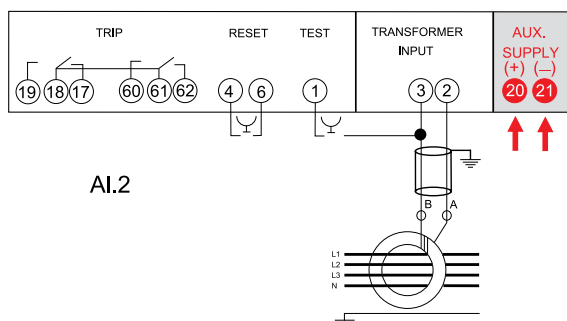 TRIP
RESET
TEST
TRANSFORMER
INPUT
AUX.
SUPPLY
(+) (—)
19 18 17 60 61 62 4 6 1 3 2 20 21
AI.2
B A
L1
L2
L3
N